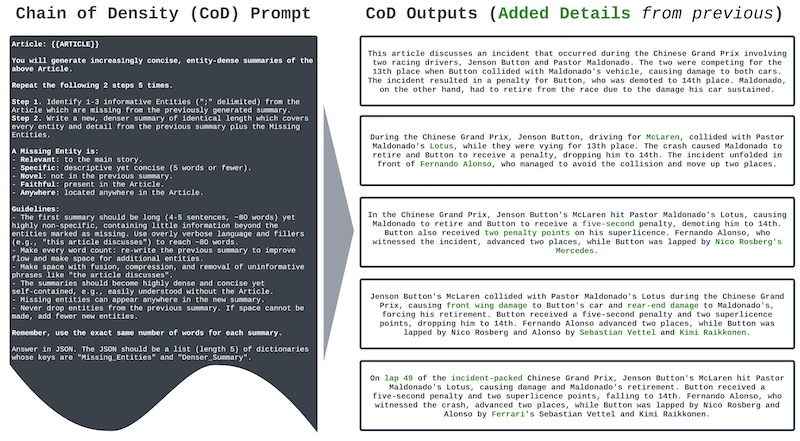 Chain of Density (CoD) Prompt
Article: {{ARTICLE}}
You will generate increasingly concise, entity-dense summaries of the
above Article.
Repeat the following 2 steps 5 times.
Step 1. Identify 1-3 informative Entities (";" delimited) from the
Article which are missing from the previously generated summary.
Step 2. Write a new, denser summary of identical length which covers
every entity and detail from the previous summary plus the Missing
Entities.
A Missing Entity is:
- Relevant: to the main story.
- Specific: descriptive yet concise (5 words or fewer).
- Novel: not in the previous summary.
- Faithful: present in the Article.
- Anywhere: located anywhere in the Article.
Guidelines:
- The first summary should be long (4-5 sentences, ~80 words) yet
highly non-specific, containing little information beyond the
entities marked as missing. Use overly verbose language and fillers
(e.g., "this article discusses") to reach ~80 words.
- Make every word count: re-write the previous summary to improve
flow and make space for additional entities.
- Make space with fusion, compression, and removal of uninformative
phrases like "the article discusses".
- The summaries should become highly dense and concise yet
self-contained, e.g., easily understood without the Article.
- Missing entities can appear anywhere in the new summary.
- Never drop entities from the previous summary. If space cannot be
made, add fewer new entities.
Remember, use the exact same number of words for each summary.
Answer in JSON. The JSON should be a list (length 5) of dictionaries
whose keys are "Missing_Entities" and "Denser_Summary".
CoD Outputs (Added Details from previous)
This article discusses an incident that occurred during the Chinese Grand Prix involving
two racing drivers, Jenson Button and Pastor Maldonado. The two were competing for the
13th place when Button collided with Maldonado's vehicle, causing damage to both cars.
The incident resulted in a penalty for Button, who was demoted to 14th place. Maldonado,
on the other hand, had to retire from the race due to the damage his car sustained.
During the Chinese Grand Prix, Jenson Button, driving for McLaren, collided with Pastor
Maldonado's Lotus, while they were vying for 13th place. The crash caused Maldonado to
retire and Button to receive a penalty, dropping him to 14th. The incident unfolded in
front of Fernando Alonso, who managed to avoid the collision and move up two places.
In the Chinese Grand Prix, Jenson Button's McLaren hit Pastor Maldonado's Lotus, causing
Maldonado to retire and Button to receive a five-second penalty, demoting him to 14th.
Button also received two penalty points on his superlicence. Fernando Alonso, who
witnessed the incident, advanced two places, while Button was lapped by Nico Rosberg's
Mercedes.
Jenson Button's McLaren collided with Pastor Maldonado's Lotus during the Chinese Grand
Prix, causing front wing damage to Button's car and rear-end damage to Maldonado's,
forcing his retirement. Button received a five-second penalty and two superlicence
points, dropping him to 14th. Fernando Alonso advanced two places, while Button was
lapped by Nico Rosberg and Alonso by Sebastian Vettel and Kimi Raikkonen.
On lap 49 of the incident-packed Chinese Grand Prix, Jenson Button's McLaren hit Pastor
Maldonado's Lotus, causing damage and Maldonado's retirement. Button received a
five-second penalty and two superlicence points, falling to 14th. Fernando Alonso, who
witnessed the crash, advanced two places, while Button was lapped by Nico Rosberg and
Alonso by Ferrari's Sebastian Vettel and Kimi Raikkonen.